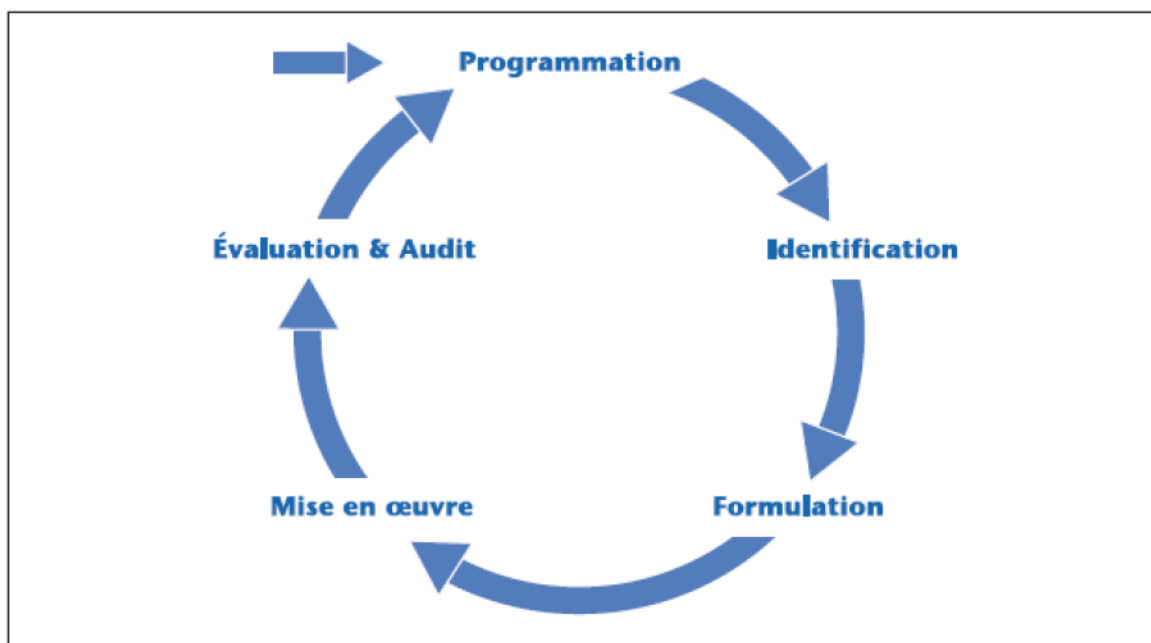 Programmation
Identification
Formulation
Mise en œuvre
Évaluation & Audit